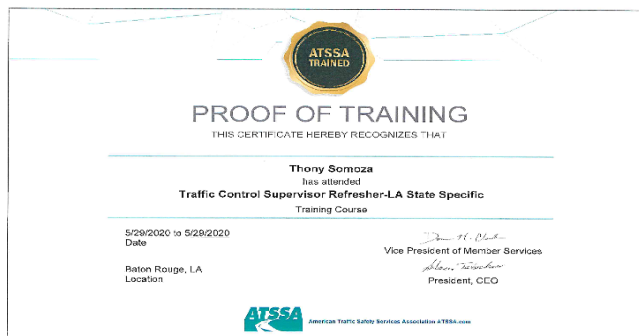 ATSSA
TRAINED
PROOF OF TRAINING
THIS CERTIFICATE HEREBY RECOGNIZES THAT
Thony Somoza
has attended
Traffic Control Supervisor Refresher-LA State Specific
Training Course
5/29/2020 to 5/29/2020
Date
Vice President of Member Services
Baton Rouge, LA
Location
President, CEO
ATSSA
American Traffic Safety Services Association ATSSA.com